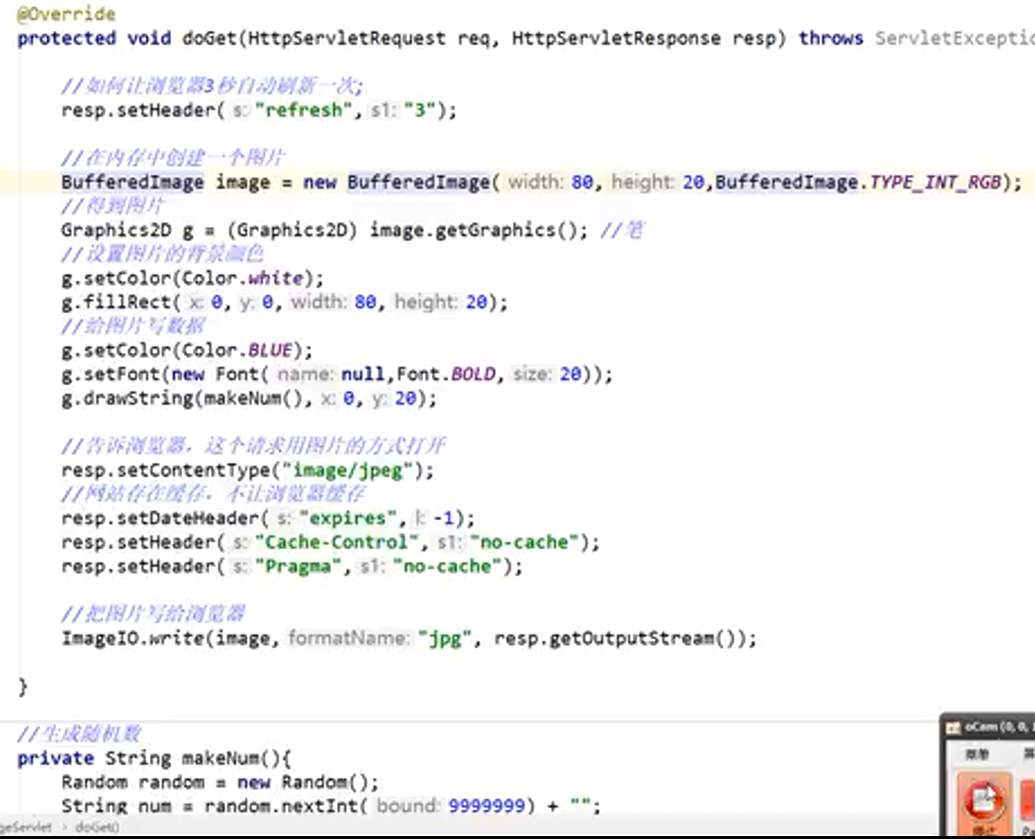 @Override
protected void doGet(HttpServletRequest req, HttpServletResponse resp) throws ServletExceptio
//如何让浏览器3秒自动刷新一次;
resp.setHeader( s: "refresh", s1: "3");
//在内存中创建一个图片
BufferedImage image = new BufferedImage( width: 80, height: 20,BufferedImage.TYPE_INT_RGB);
//得到图片
Graphics2D g = (Graphics2D) image.getGraphics(); //笔
//设置图片的背景颜色
g.setColor(Color.white);
g.fillRect( x: 0, y: 0, width: 80, height: 20);
//给图片写数据
g.setColor(Color.BLUE);
g.setFont(new Font( name: null,Font.BOLD, size: 20));
g.drawString(makeNum(), x: 0, y: 20);
//告诉浏览器，这个请求用图片的方式打开
resp.setContentType("image/jpeg");
//网站存在缓存，不让浏览器缓存
resp.setDateHeader( s: "expires", l: -1);
resp.setHeader( s: "Cache-Control", s1: "no-cache");
resp.setHeader( s: "Pragma", s1: "no-cache");
//把图片写给浏览器
ImageIO.write(image, formatName: "jpg", resp.getOutputStream());
}
//生成随机数
private String makeNum(){
Random random = new Random();
String num = random.nextInt( bound: 9999999) + "";
geServlet › doGet()
oCam (0, 0, 1
菜单